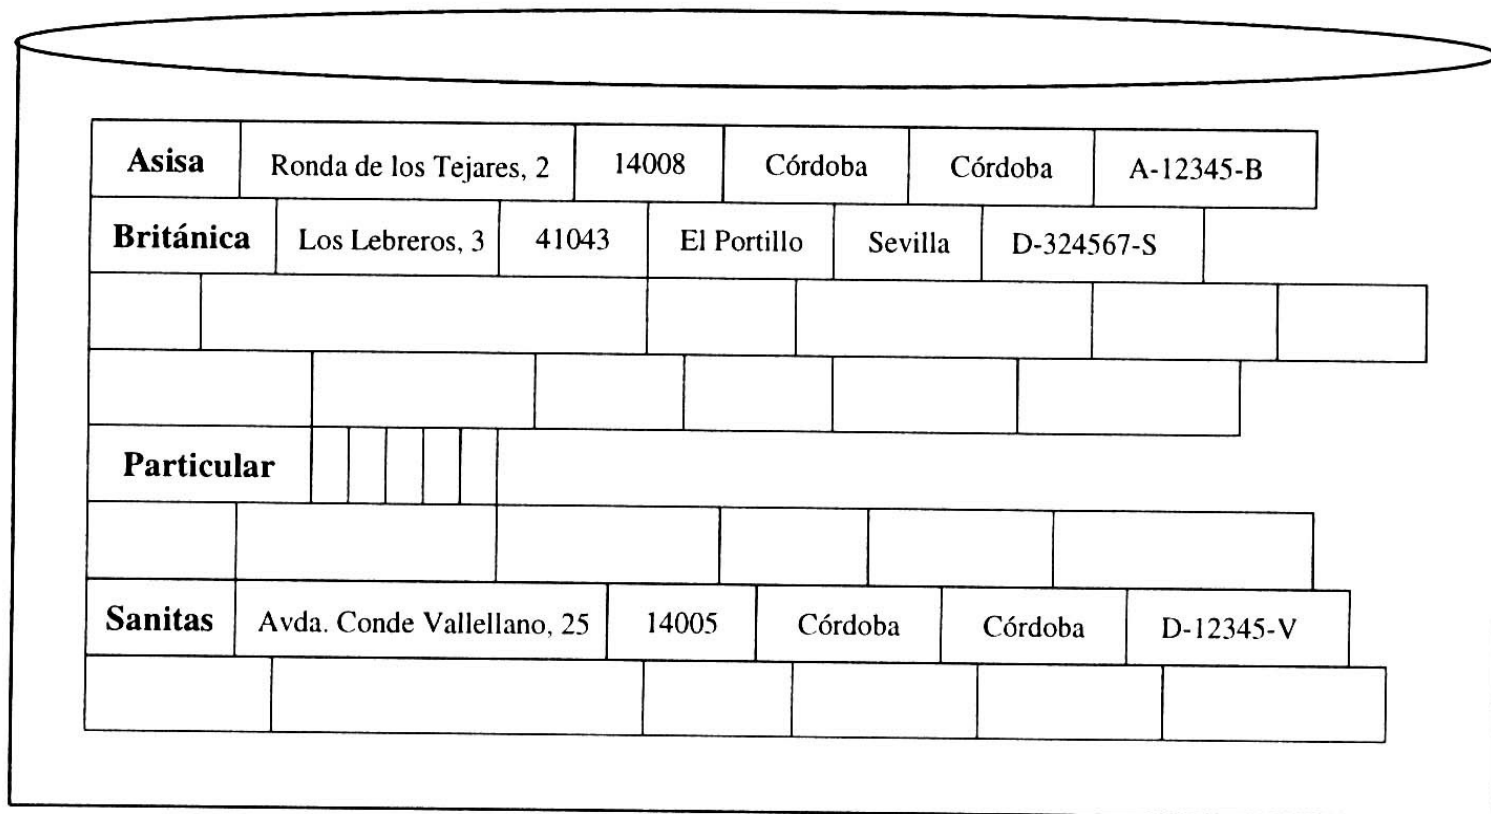 Asisa Ronda de los Tejares, 2 14008 Córdoba Córdoba A-12345-B
Británica Los Lebreros, 3 41043 El Portillo Sevilla D-324567-S
Particular
Sanitas Avda. Conde Vallellano, 25 14005 Córdoba Córdoba D-12345-V